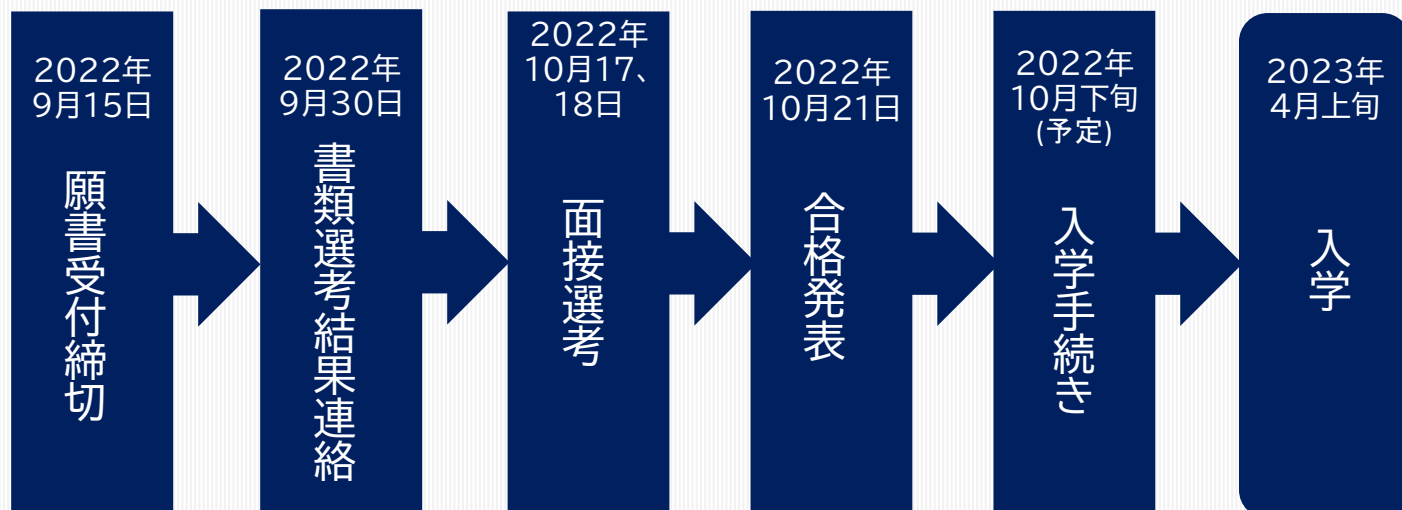 2022年
9月15日
願書受付締切
2022年
9月30日
書類選考結果連絡
2022年
10月17、
18日
面接選考
2022年
10月21日
合格発表
2022年
10月下旬
(予定)
入学手続き
2023年
4月上旬
入学